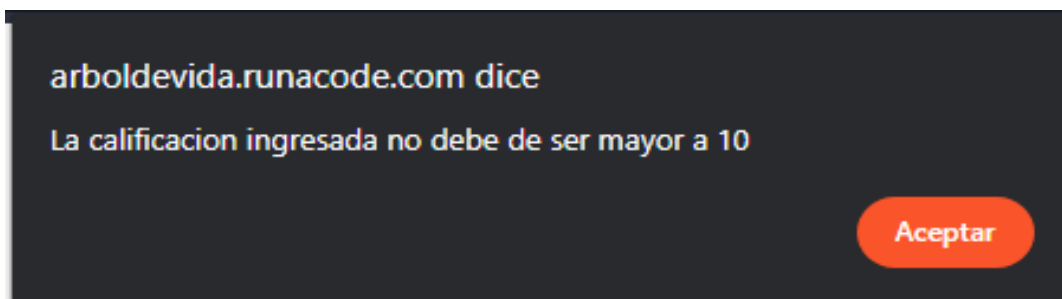 arboldevida.runacode.com dice
La calificacion ingresada no debe de ser mayor a 10
Aceptar